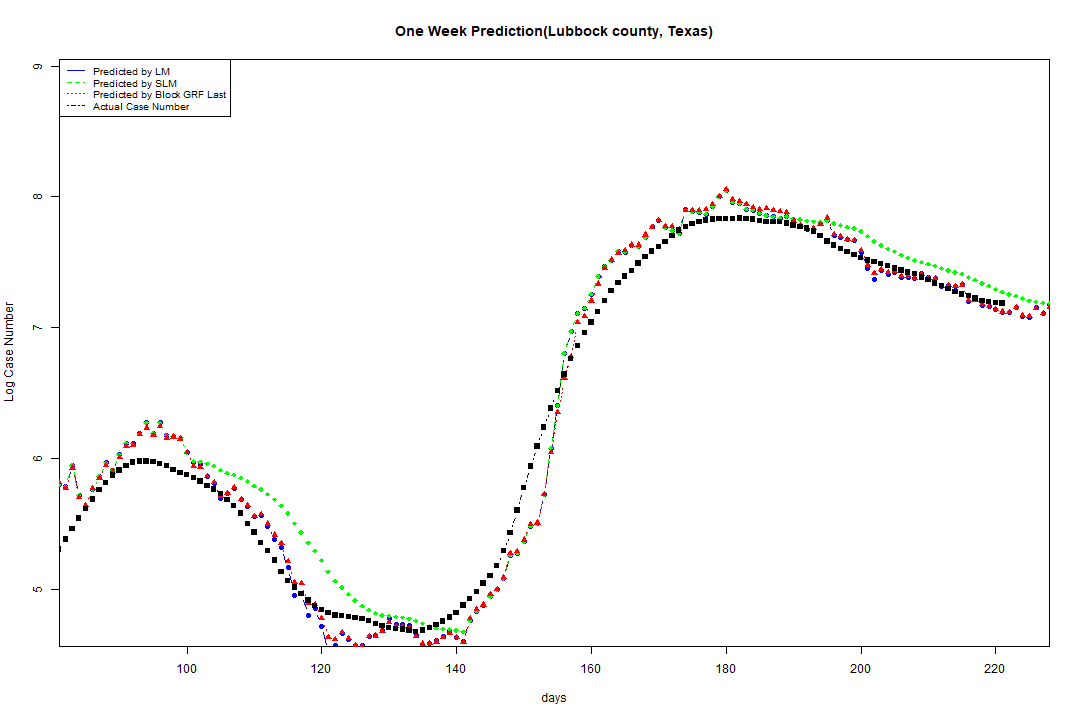 One Week Prediction(Lubbock county, Texas)
Predicted by LM
Predicted by SLM
Predicted by Block GRF Last
Actual Case Number
9
8
7
6
5
Log Case Number
100 120 140 160 180 200 220
days